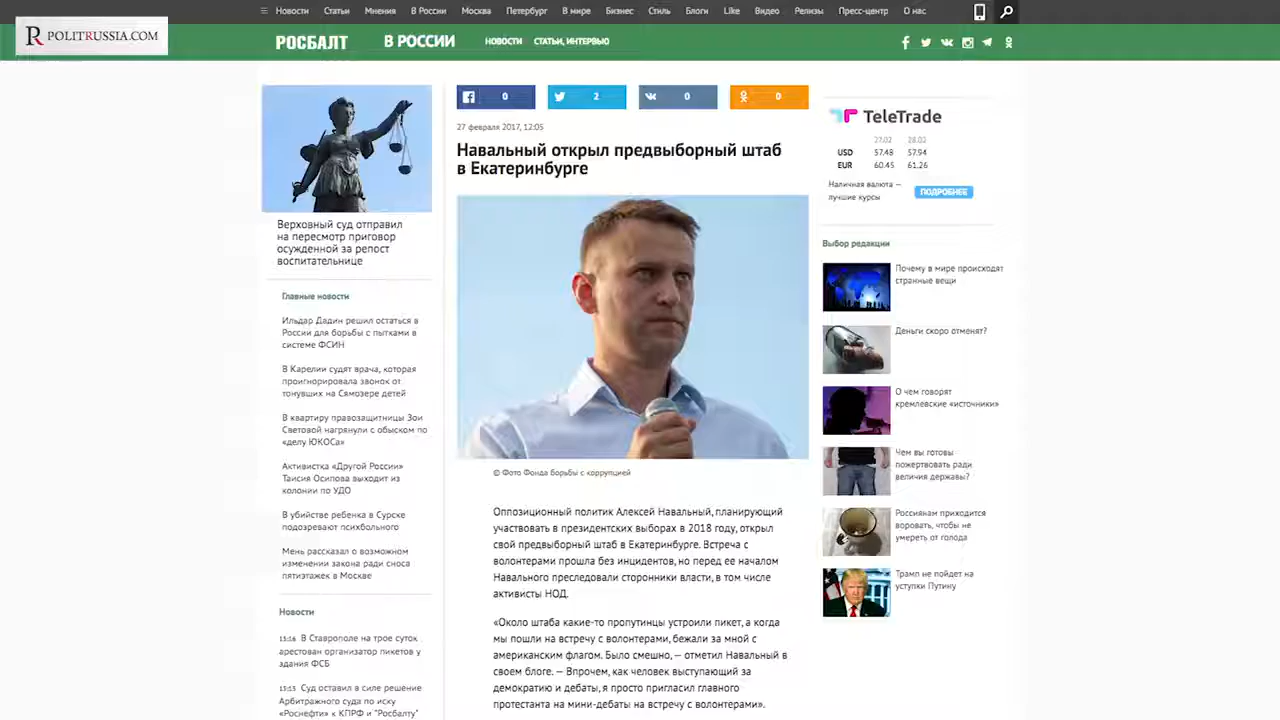 Новости Статьи Мнения В России Москва Петербург В мире Бизнес Стиль Блоги Like Видео Релизы Пресс-центр О нас
POLITRUSSIA.COM
РОСБАЛТ В РОССИИ НОВОСТИ СТАТЬИ, ИНТЕРВЬЮ
0 2 0 0
27 февраля 2017, 12:05
Навальный открыл предвыборный штаб
в Екатеринбурге
© Фото Фонда борьбы с коррупцией
Оппозиционный политик Алексей Навальный, планирующий
участвовать в президентских выборах в 2018 году, открыл
свой предвыборный штаб в Екатеринбурге. Встреча с
волонтерами прошла без инцидентов, но перед ее началом
Навального преследовали сторонники власти, в том числе
активисты НОД.
«Около штаба какие-то пропутинцы устроили пикет, а когда
мы пошли на встречу с волонтерами, бежали за мной с
американским флагом. Было смешно, — отметил Навальный в
своем блоге. — Впрочем, как человек выступающий за
демократию и дебаты, я просто пригласил главного
протестанта на мини-дебаты на встречу с волонтерами».
Верховный суд отправил
на пересмотр приговор
осужденной за репост
воспитательнице
Главные новости
Ильдар Дадин решил остаться в
России для борьбы с пытками в
системе ФСИН
В Карелии судят врача, которая
проигнорировала звонок от
тонувших на Сямозере детей
В квартиру правозащитницы Зои
Световой нагрянули с обыском по
«делу ЮКОСа»
Активистка «Другой России»
Таисия Осипова выходит из
колонии по УДО
В убийстве ребенка в Сурске
подозревают психбольного
Мень рассказал о возможном
изменении закона ради сноса
пятиэтажек в Москве
Новости
13:16 В Ставрополе на трое суток
арестован организатор пикетов у
здания ФСБ
13:13 Суд оставил в силе решение
Арбитражного суда по иску
«Роснефти» к КПРФ и "Росбалту"
TeleTrade
27.02 28.02
USD 57.48 57.94
EUR 60.45 61.26
Наличная валюта —
лучшие курсы
ПОДРОБНЕЕ
Выбор редакции
Почему в мире происходят
странные вещи
Деньги скоро отменят?
О чем говорят
кремлевские «источники»
Чем вы готовы
пожертвовать ради
величия державы?
Россиянам приходится
воровать, чтобы не
умереть от голода
Трамп не пойдет на
уступки Путину